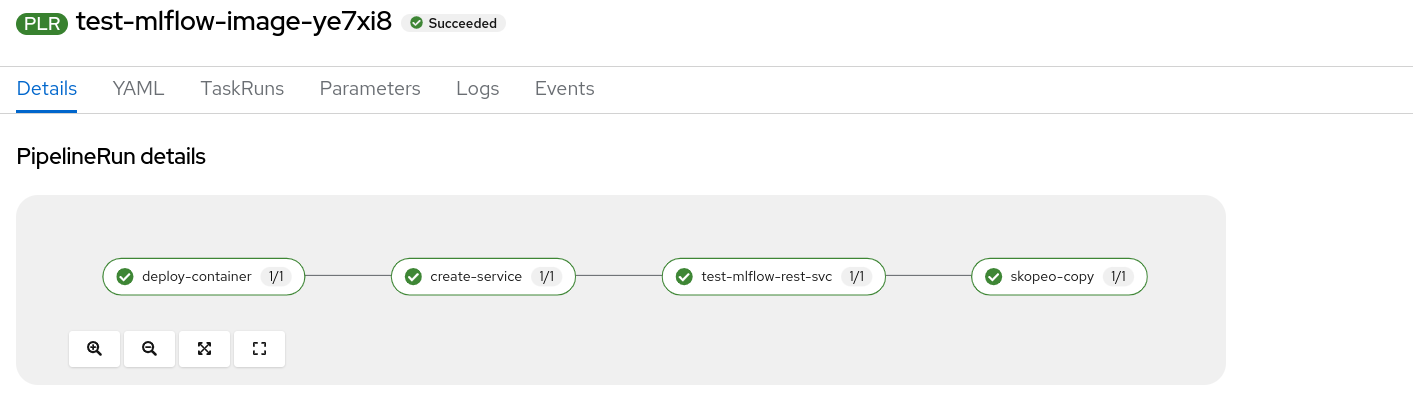 PLR test-mlflow-image-ye7xi8 Succeeded
Details YAML TaskRuns Parameters Logs Events
PipelineRun details
deploy-container 1/1 create-service 1/1 test-mlflow-rest-svc 1/1 skopeo-copy 1/1